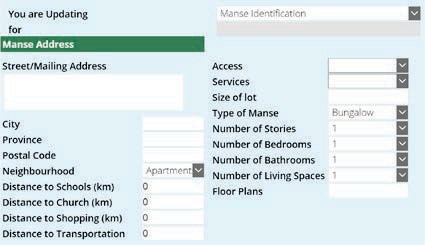 You are Updating
for
Manse Identification
Manse Address
Street/Mailing Address
City
Province
Postal Code
Neighbourhood Apartment
Distance to Schools (km) 0
Distance to Church (km) 0
Distance to Shopping (km) 0
Distance to Transportation 0
Access
Services
Size of lot
Type of Manse Bungalow
Number of Stories 1
Number of Bedrooms 1
Number of Bathrooms 1
Number of Living Spaces 1
Floor Plans